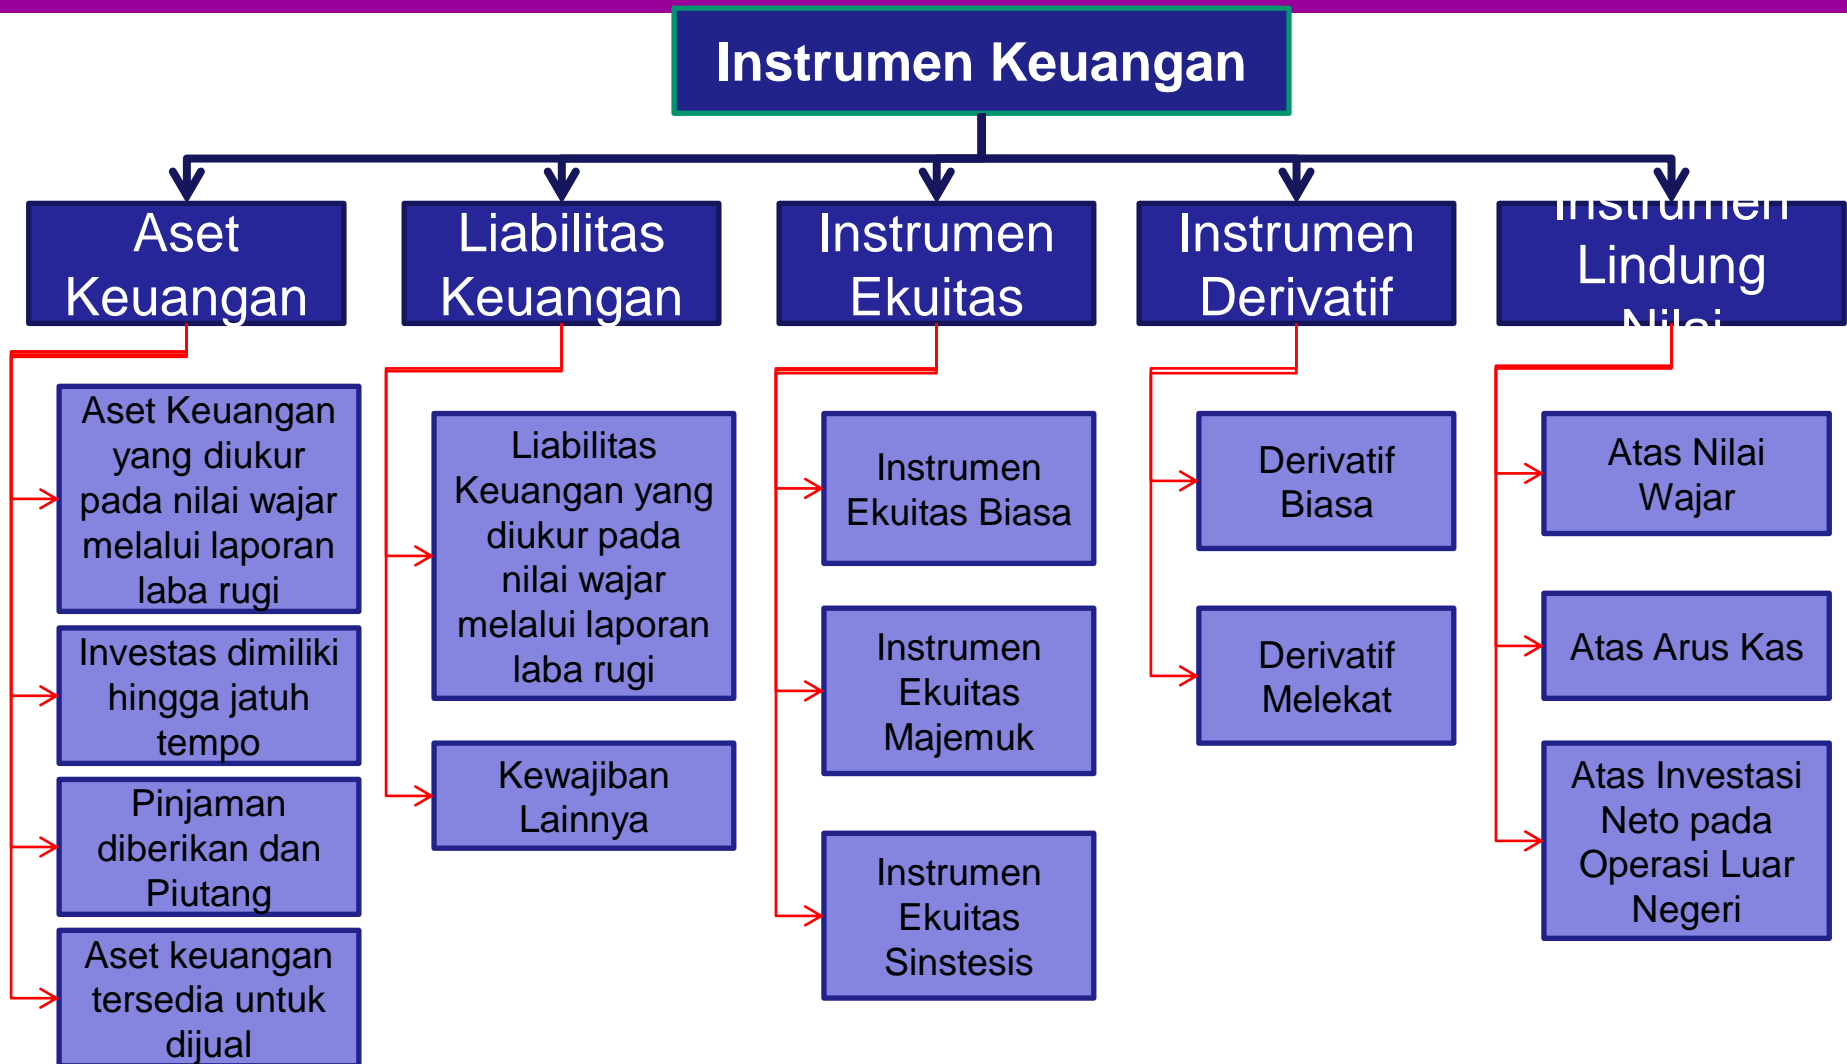 Instrumen Keuangan
Aset
Keuangan
Liabilitas
Keuangan
Instrumen
Ekuitas
Instrumen
Derivatif
Instrumen
Lindung
Nilai
Aset Keuangan
yang diukur
pada nilai wajar
melalui laporan
laba rugi
Investas dimiliki
hingga jatuh
tempo
Pinjaman
diberikan dan
Piutang
Aset keuangan
tersedia untuk
dijual
Liabilitas
Keuangan yang
diukur pada
nilai wajar
melalui laporan
laba rugi
Kewajiban
Lainnya
Instrumen
Ekuitas Biasa
Instrumen
Ekuitas
Majemuk
Instrumen
Ekuitas
Sinstesis
Derivatif
Biasa
Derivatif
Melekat
Atas Nilai
Wajar
Atas Arus Kas
Atas Investasi
Neto pada
Operasi Luar
Negeri